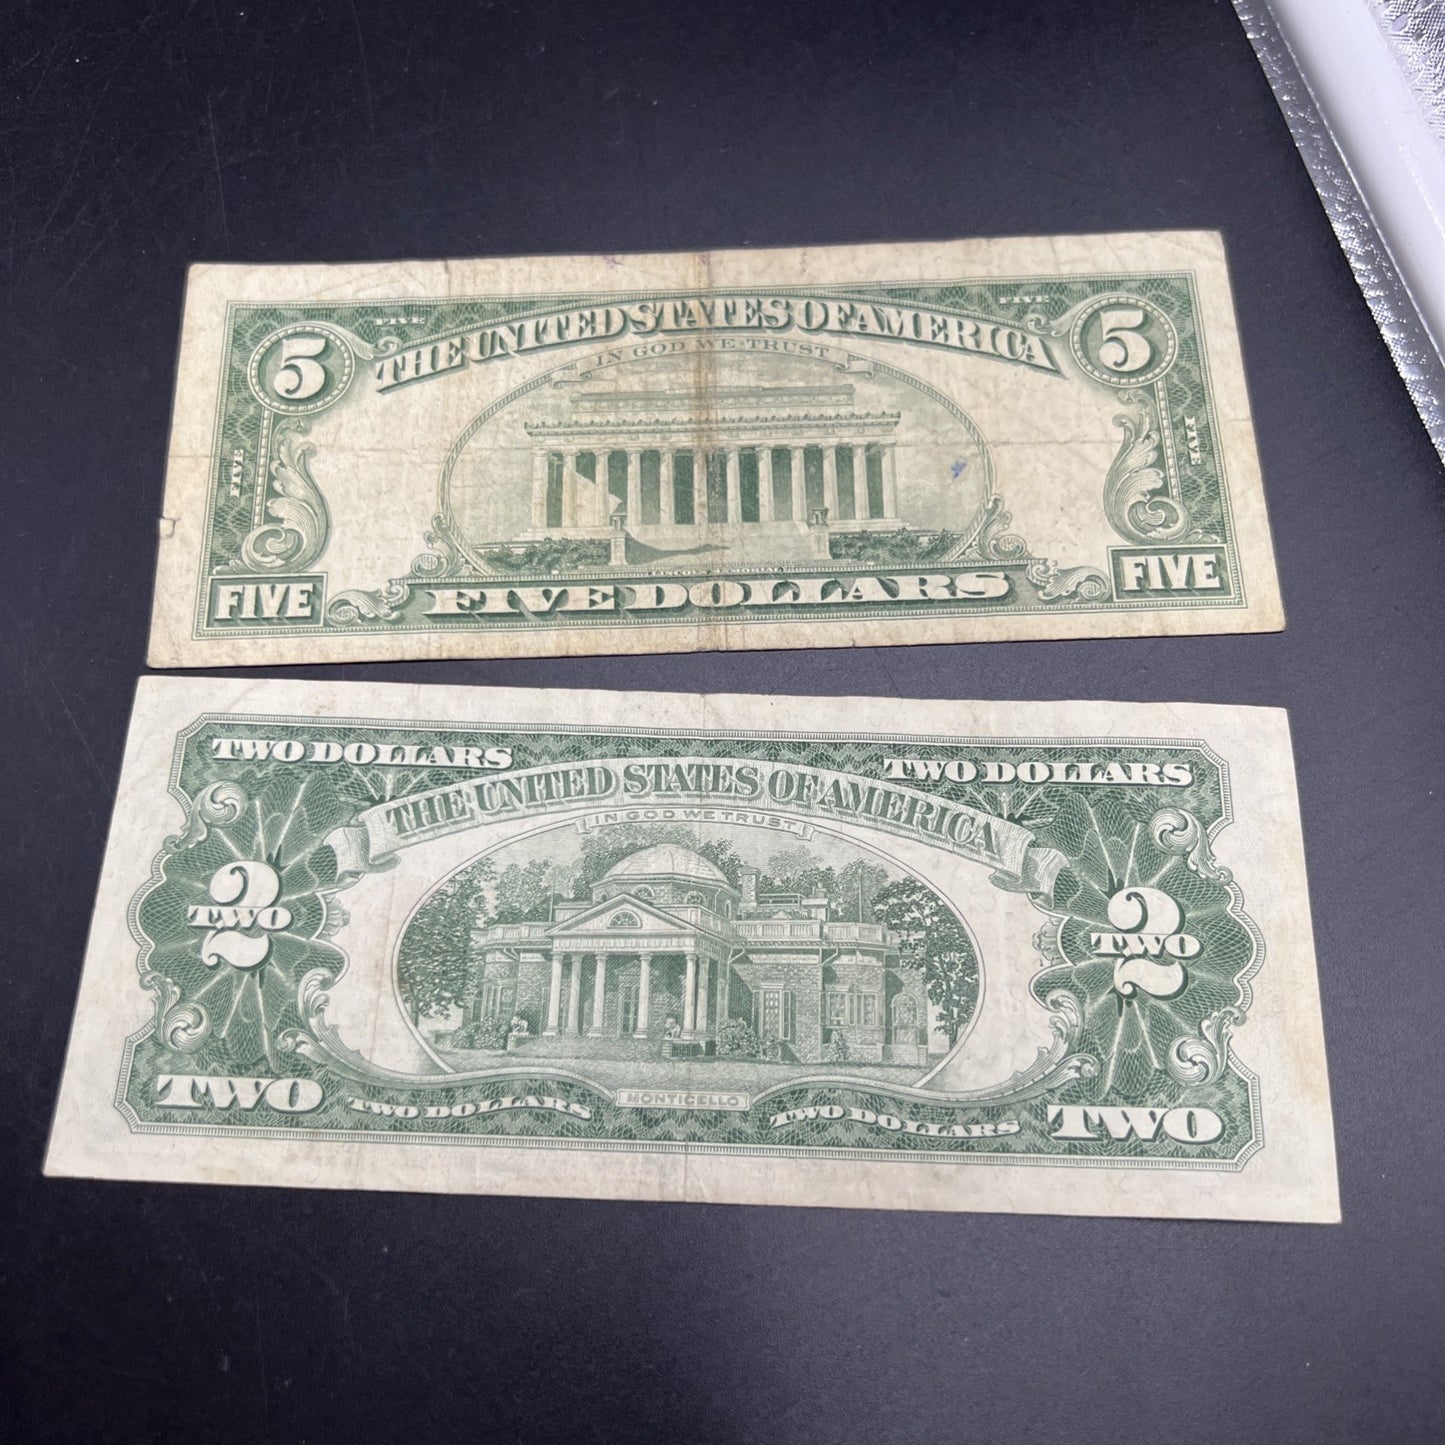 FIVE FIVE
5 THE UNITED STATES OF AMERICA 5
IN GOD WE TRUST
FIVE FIVE
LINCOLN MEMORIAL
FIVE FIVE DOLLARS FIVE
TWO DOLLARS TWO DOLLARS
THE UNITED STATES OF AMERICA
IN GOD WE TRUST
2 2
TWO TWO
MONTICELLO
TWO TWO DOLLARS TWO DOLLARS TWO